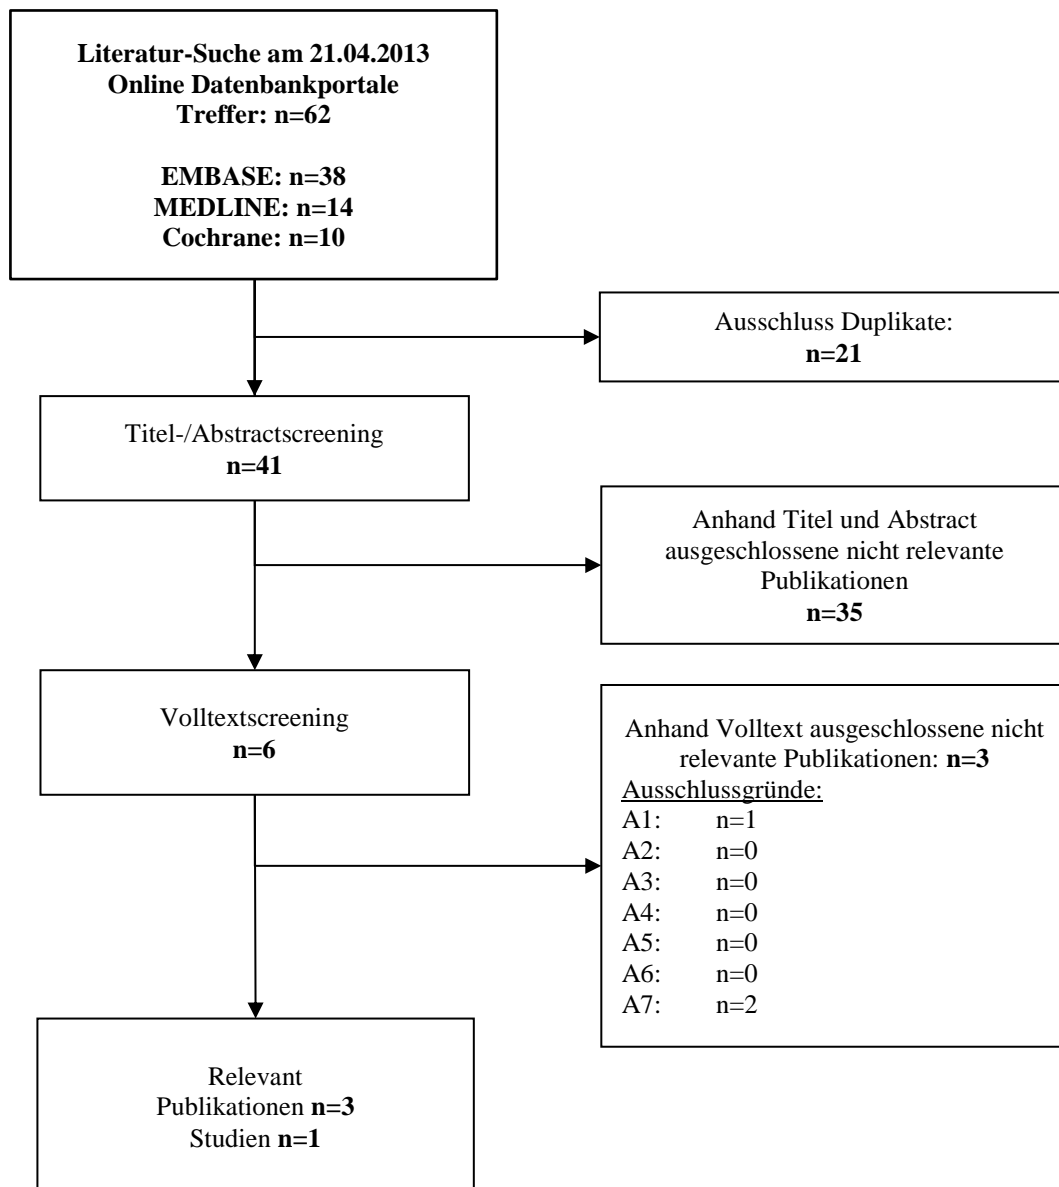 Literatur-Suche am 21.04.2013
Online Datenbankportale
Treffer: n=62
EMBASE: n=38
MEDLINE: n=14
Cochrane: n=10
Ausschluss Duplikate:
n=21
Titel-/Abstractscreening
n=41
Anhand Titel und Abstract
ausgeschlossene nicht relevante
Publikationen
n=35
Volltextscreening
n=6
Anhand Volltext ausgeschlossene nicht
relevante Publikationen: n=3
Ausschlussgründe:
A1: n=1
A2: n=0
A3: n=0
A4: n=0
A5: n=0
A6: n=0
A7: n=2
Relevant
Publikationen n=3
Studien n=1